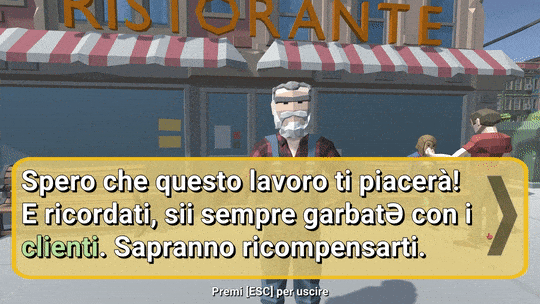 RISTORANTE
Spero che questo lavoro ti piacerà!
E ricordati, sii sempre garbatƏ con i
clienti. Sapranno ricompensarti.
Premi [ESC] per uscire